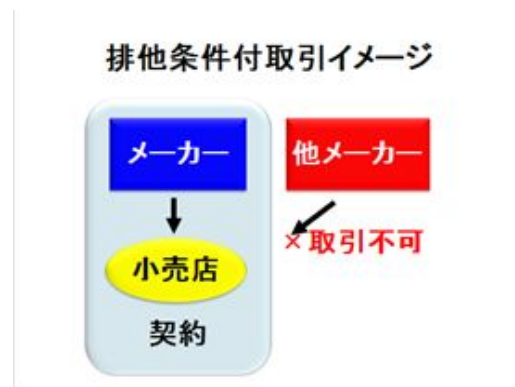 排他条件付取引イメージ
メーカー
他メーカー
×取引不可
小売店
契約